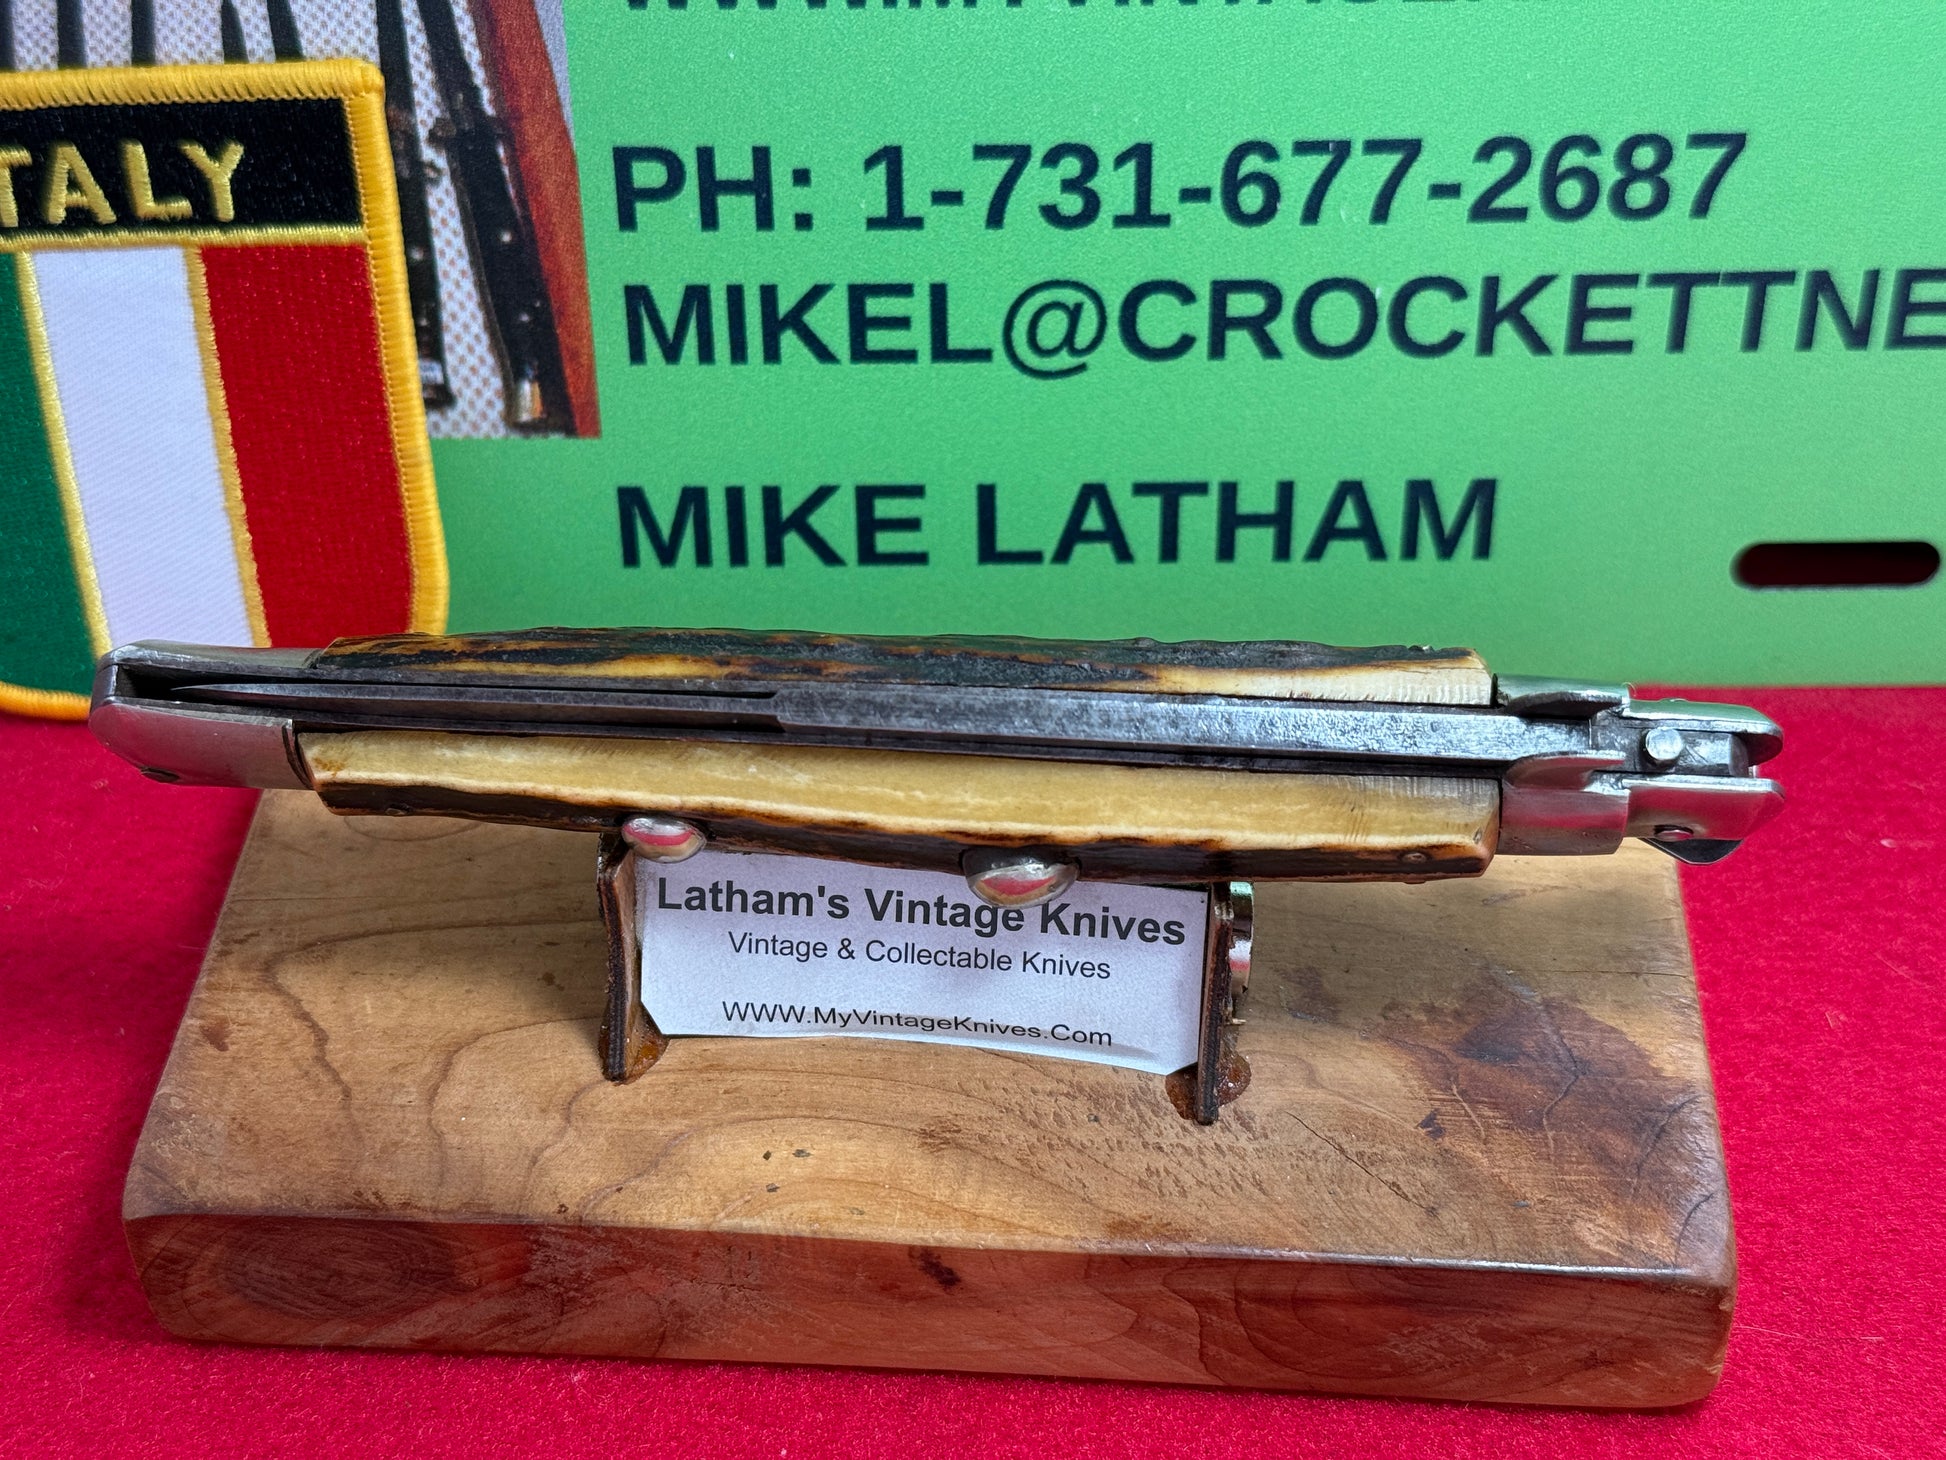 PH: 1-731-677-2687
MIKEL@CROCKETTNE
MIKE LATHAM
TALY
Latham's Vintage Knives
Vintage & Collectable Knives
WWW.MyVintageKnives.Com